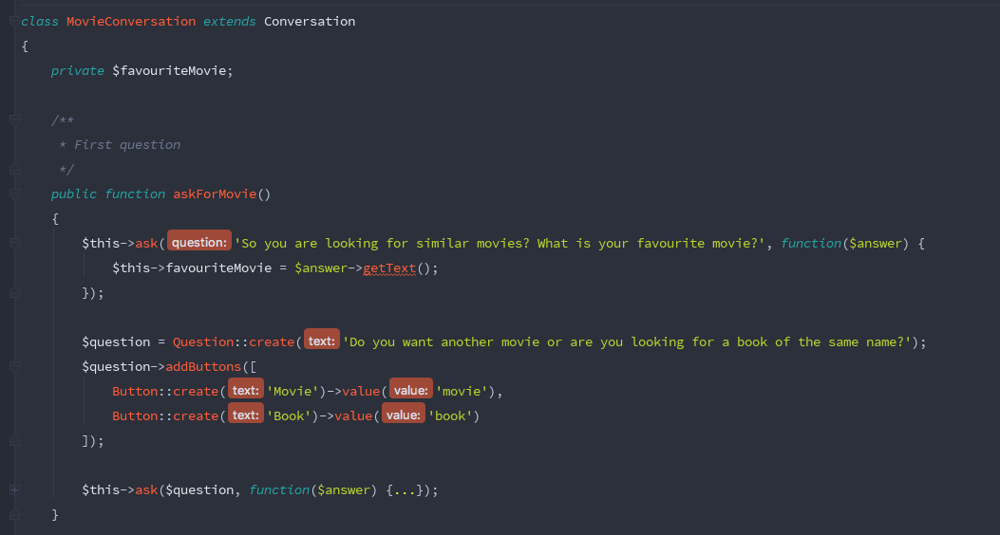 class MovieConversation extends Conversation
{
private $favouriteMovie;
/**
* First question
*/
public function askForMovie()
{
$this->ask( question: 'So you are looking for similar movies? What is your favourite movie?', function($answer) {
$this->favouriteMovie = $answer->getText();
});
$question = Question::create( text: 'Do you want another movie or are you looking for a book of the same name?');
$question->addButtons([
Button::create( text: 'Movie')->value( value: 'movie'),
Button::create( text: 'Book')->value( value: 'book')
]);
$this->ask($question, function($answer) {...});
}